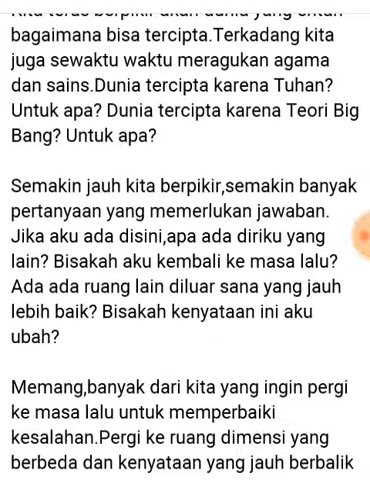 bagaimana bisa tercipta.Terkadang kita
juga sewaktu waktu meragukan agama
dan sains.Dunia tercipta karena Tuhan?
Untuk apa? Dunia tercipta karena Teori Big
Bang? Untuk apa?
Semakin jauh kita berpikir,semakin banyak
pertanyaan yang memerlukan jawaban.
Jika aku ada disini,apa ada diriku yang
lain? Bisakah aku kembali ke masa lalu?
Ada ada ruang lain diluar sana yang jauh
lebih baik? Bisakah kenyataan ini aku
ubah?
Memang,banyak dari kita yang ingin pergi
ke masa lalu untuk memperbaiki
kesalahan.Pergi ke ruang dimensi yang
berbeda dan kenyataan yang jauh berbalik